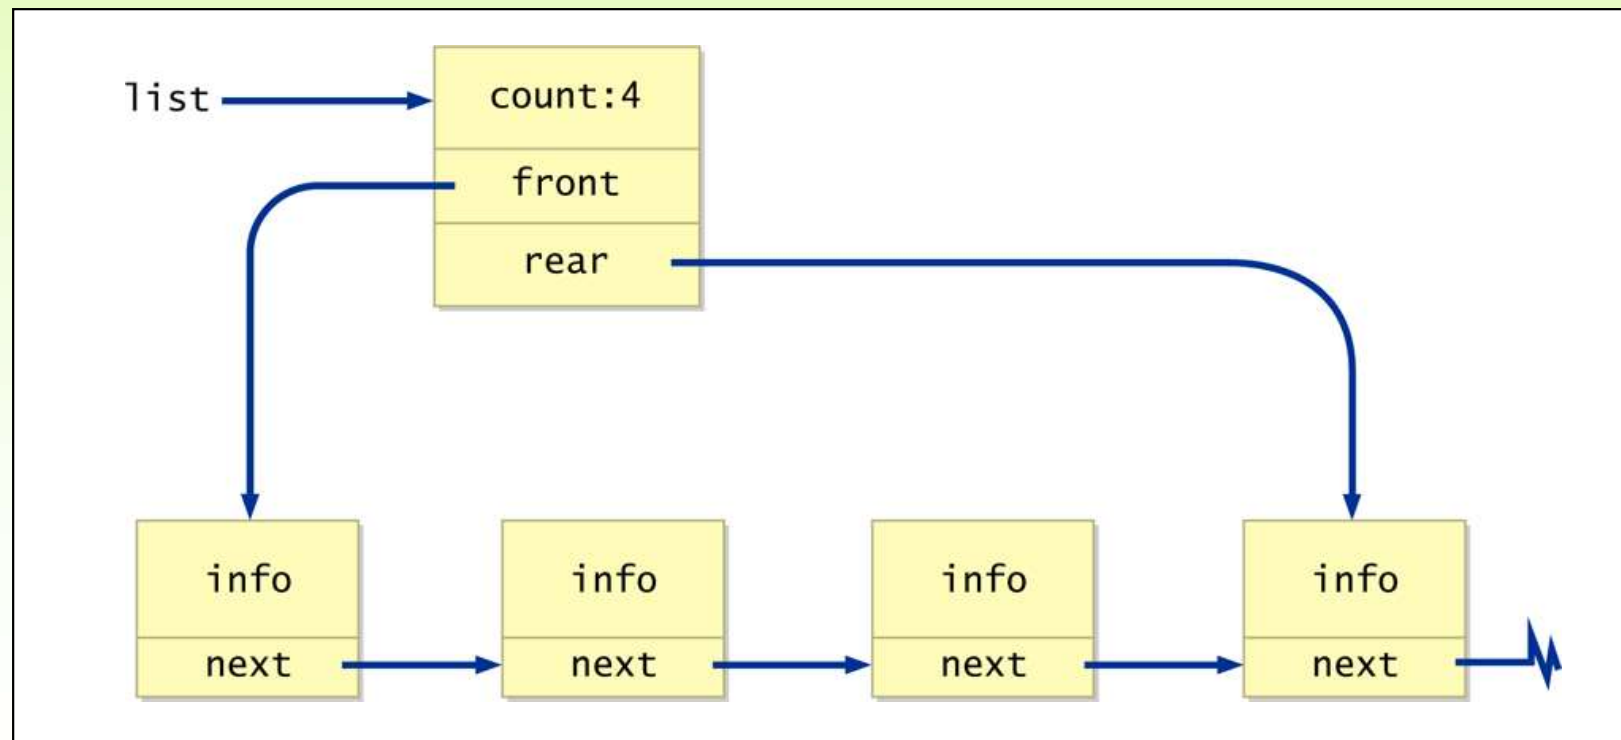 list
count:4
front
rear
info info info info
next next next next